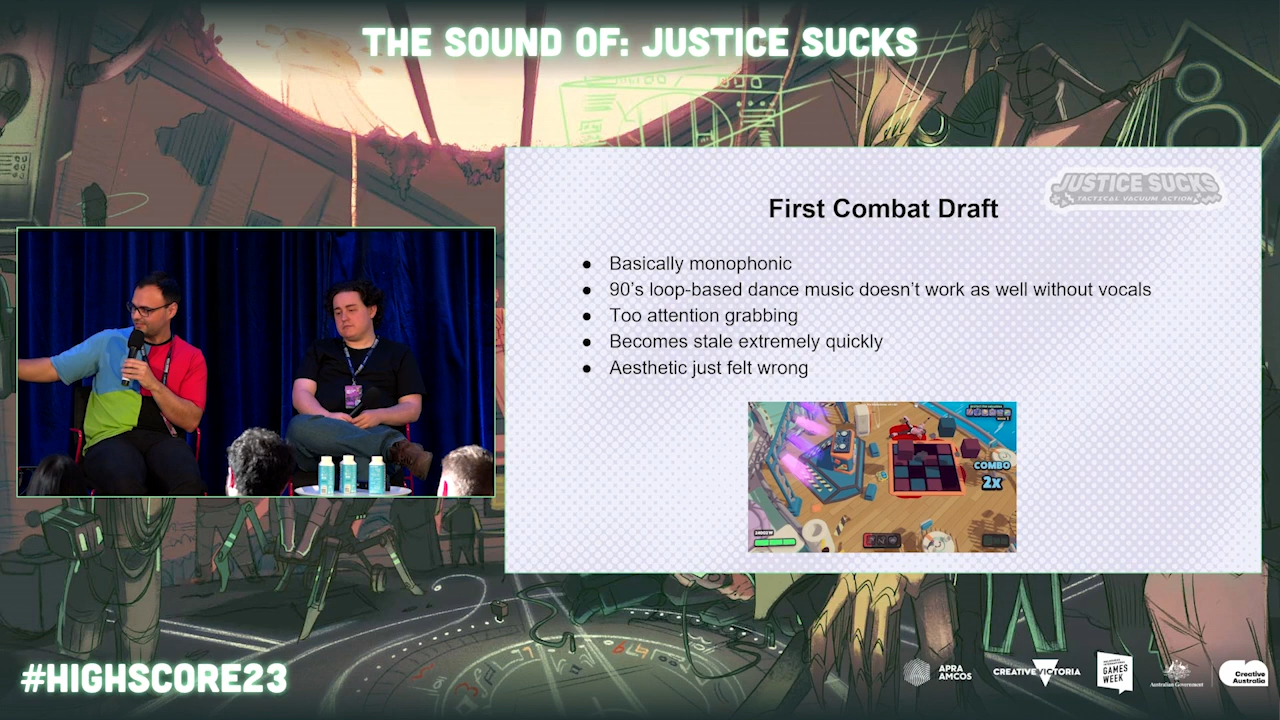 THE SOUND OF: JUSTICE SUCKS
JUSTICE SUCKS
TACTICAL VACUUM ACTION
First Combat Draft
● Basically monophonic
● 90's loop-based dance music doesn't work as well without vocals
● Too attention grabbing
● Becomes stale extremely quickly
● Aesthetic just felt wrong
COMBO
2x
#HIGHSCORE23
APRA
AMCOS
CREATIVE VICTORIA
GAMES
WEEK
Australian Government
Creative
Australia